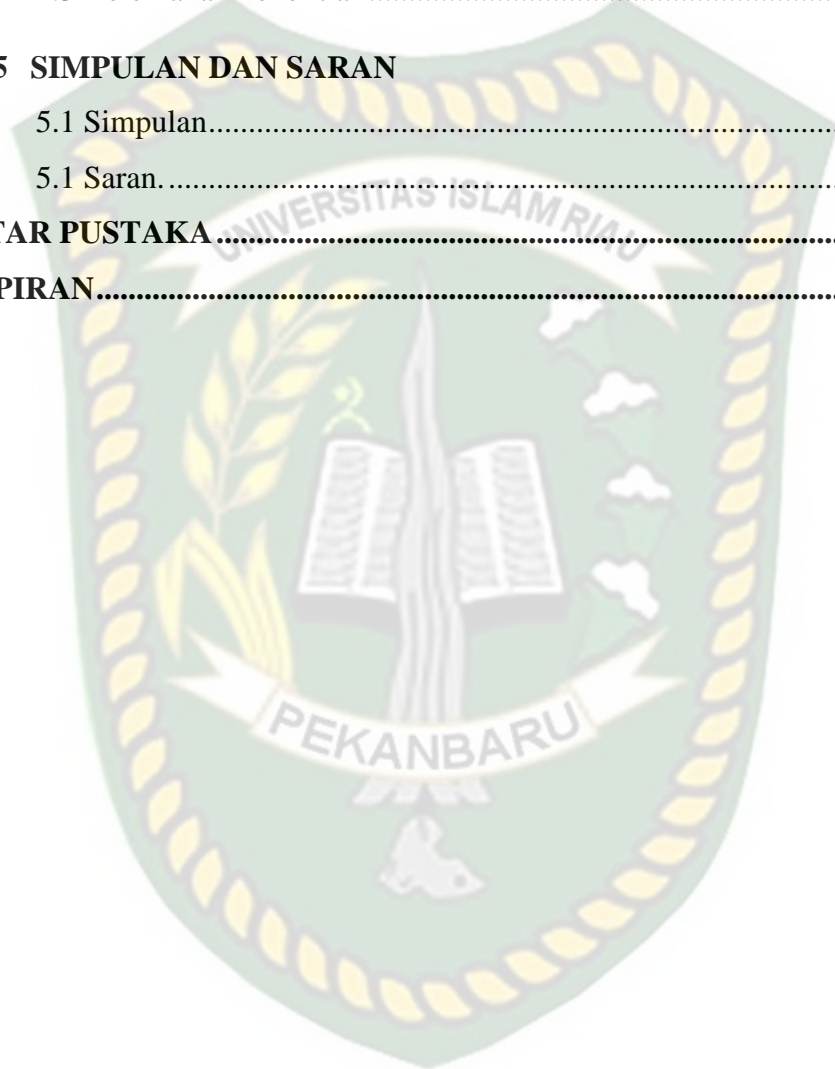 5 SIMPULAN DAN SARAN
5.1 Simpulan................................................................
5.1 Saran.................................................................
TAR PUSTAKA................................................................
PIRAN................................................................
UNIVERSITAS ISLAM RIAU
PEKANBARU